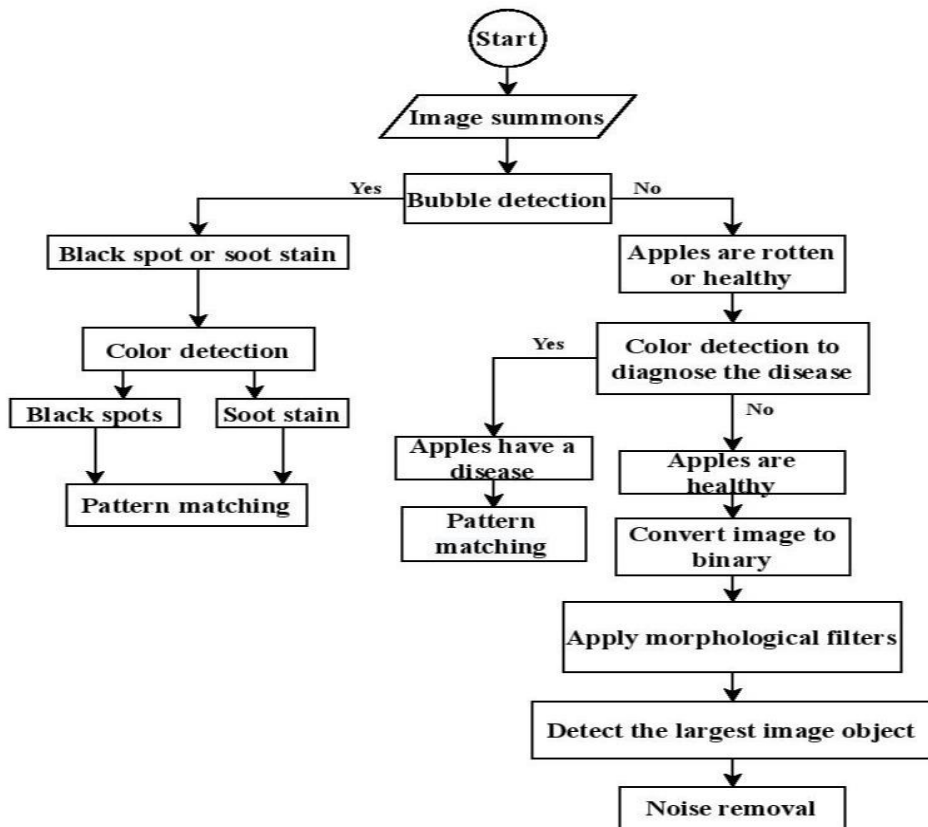 Start
Image summons
Yes
Bubble detection
No
Black spot or soot stain
Apples are rotten
or healthy
Color detection
Yes
Color detection to
diagnose the disease
Black spots
Soot stain
No
Apples have a
disease
Apples are
healthy
Pattern matching
Pattern
matching
Convert image to
binary
Apply morphological filters
Detect the largest image object
Noise removal